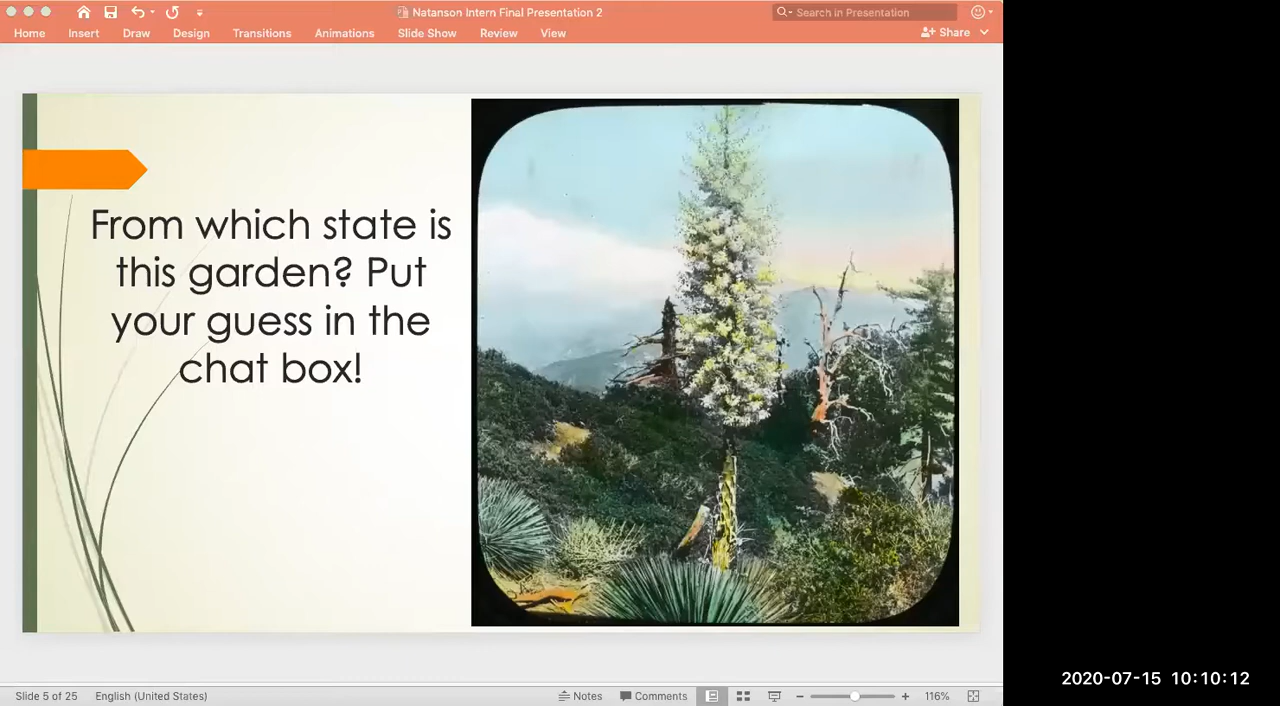 Natanson Intern Final Presentation 2
Search in Presentation
Home Insert Draw Design Transitions Animations Slide Show Review View Share
From which state is
this garden? Put
your guess in the
chat box!
2020-07-15 10:10:12
Slide 5 of 25 English (United States) Notes Comments 116%